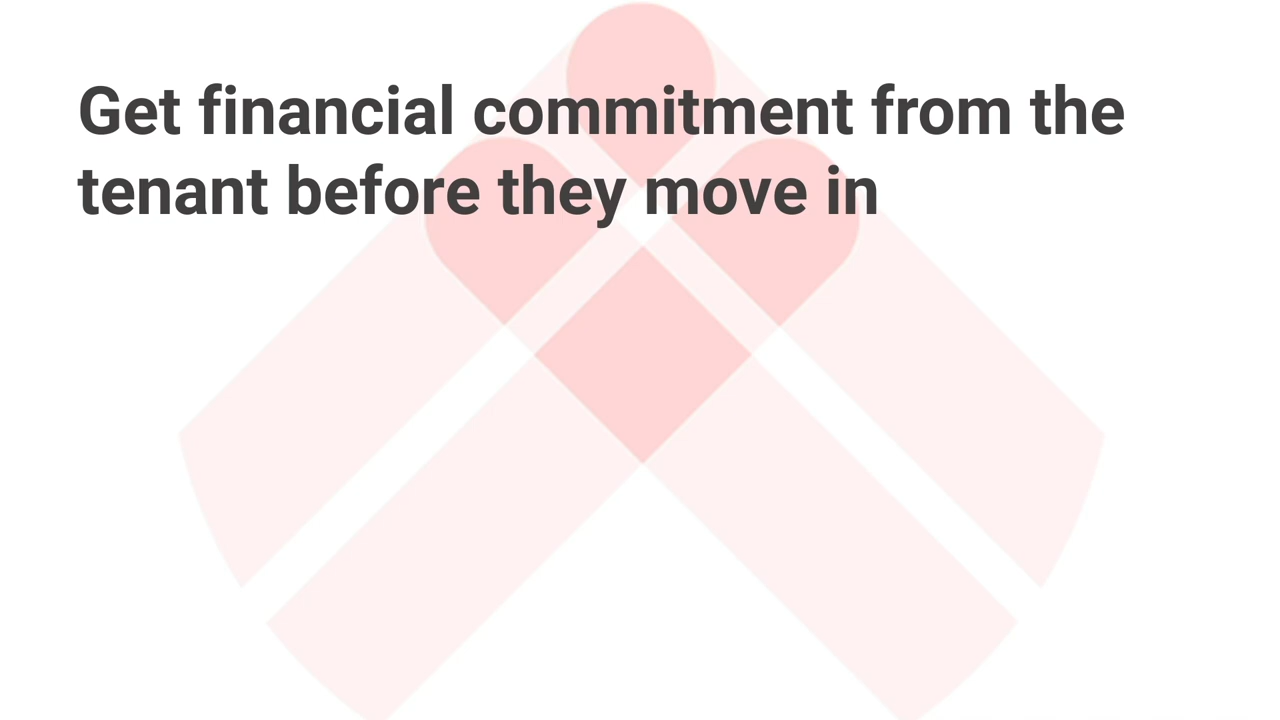 Get financial commitment from the
tenant before they move in